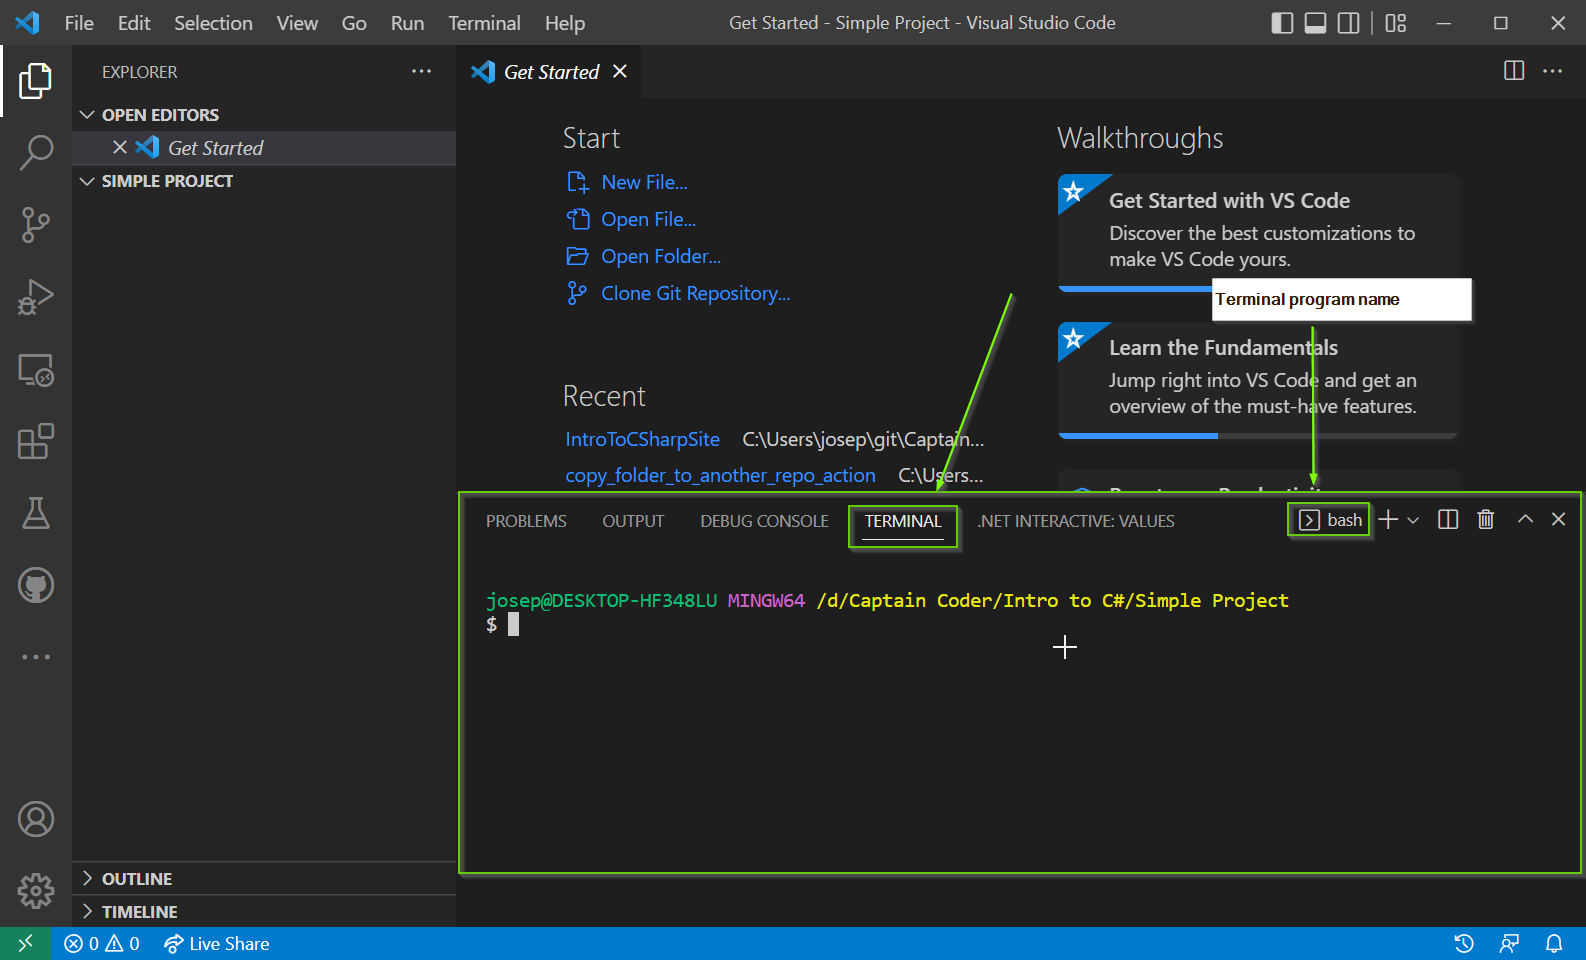 File Edit Selection View Go Run Terminal Help
Get Started - Simple Project - Visual Studio Code
EXPLORER
OPEN EDITORS
Get Started
SIMPLE PROJECT
OUTLINE
TIMELINE
Get Started
Start
New File...
Open File...
Open Folder...
Clone Git Repository...
Recent
IntroToCSharpSite C:\Users\josep\git\Captain...
copy_folder_to_another_repo_action C:\Users...
Walkthroughs
Get Started with VS Code
Discover the best customizations to
make VS Code yours.
Terminal program name
Learn the Fundamentals
Jump right into VS Code and get an
overview of the must-have features.
PROBLEMS OUTPUT DEBUG CONSOLE TERMINAL .NET INTERACTIVE: VALUES bash
josep@DESKTOP-HF348LU MINGW64 /d/Captain Coder/Intro to C#/Simple Project
$
0 0 Live Share